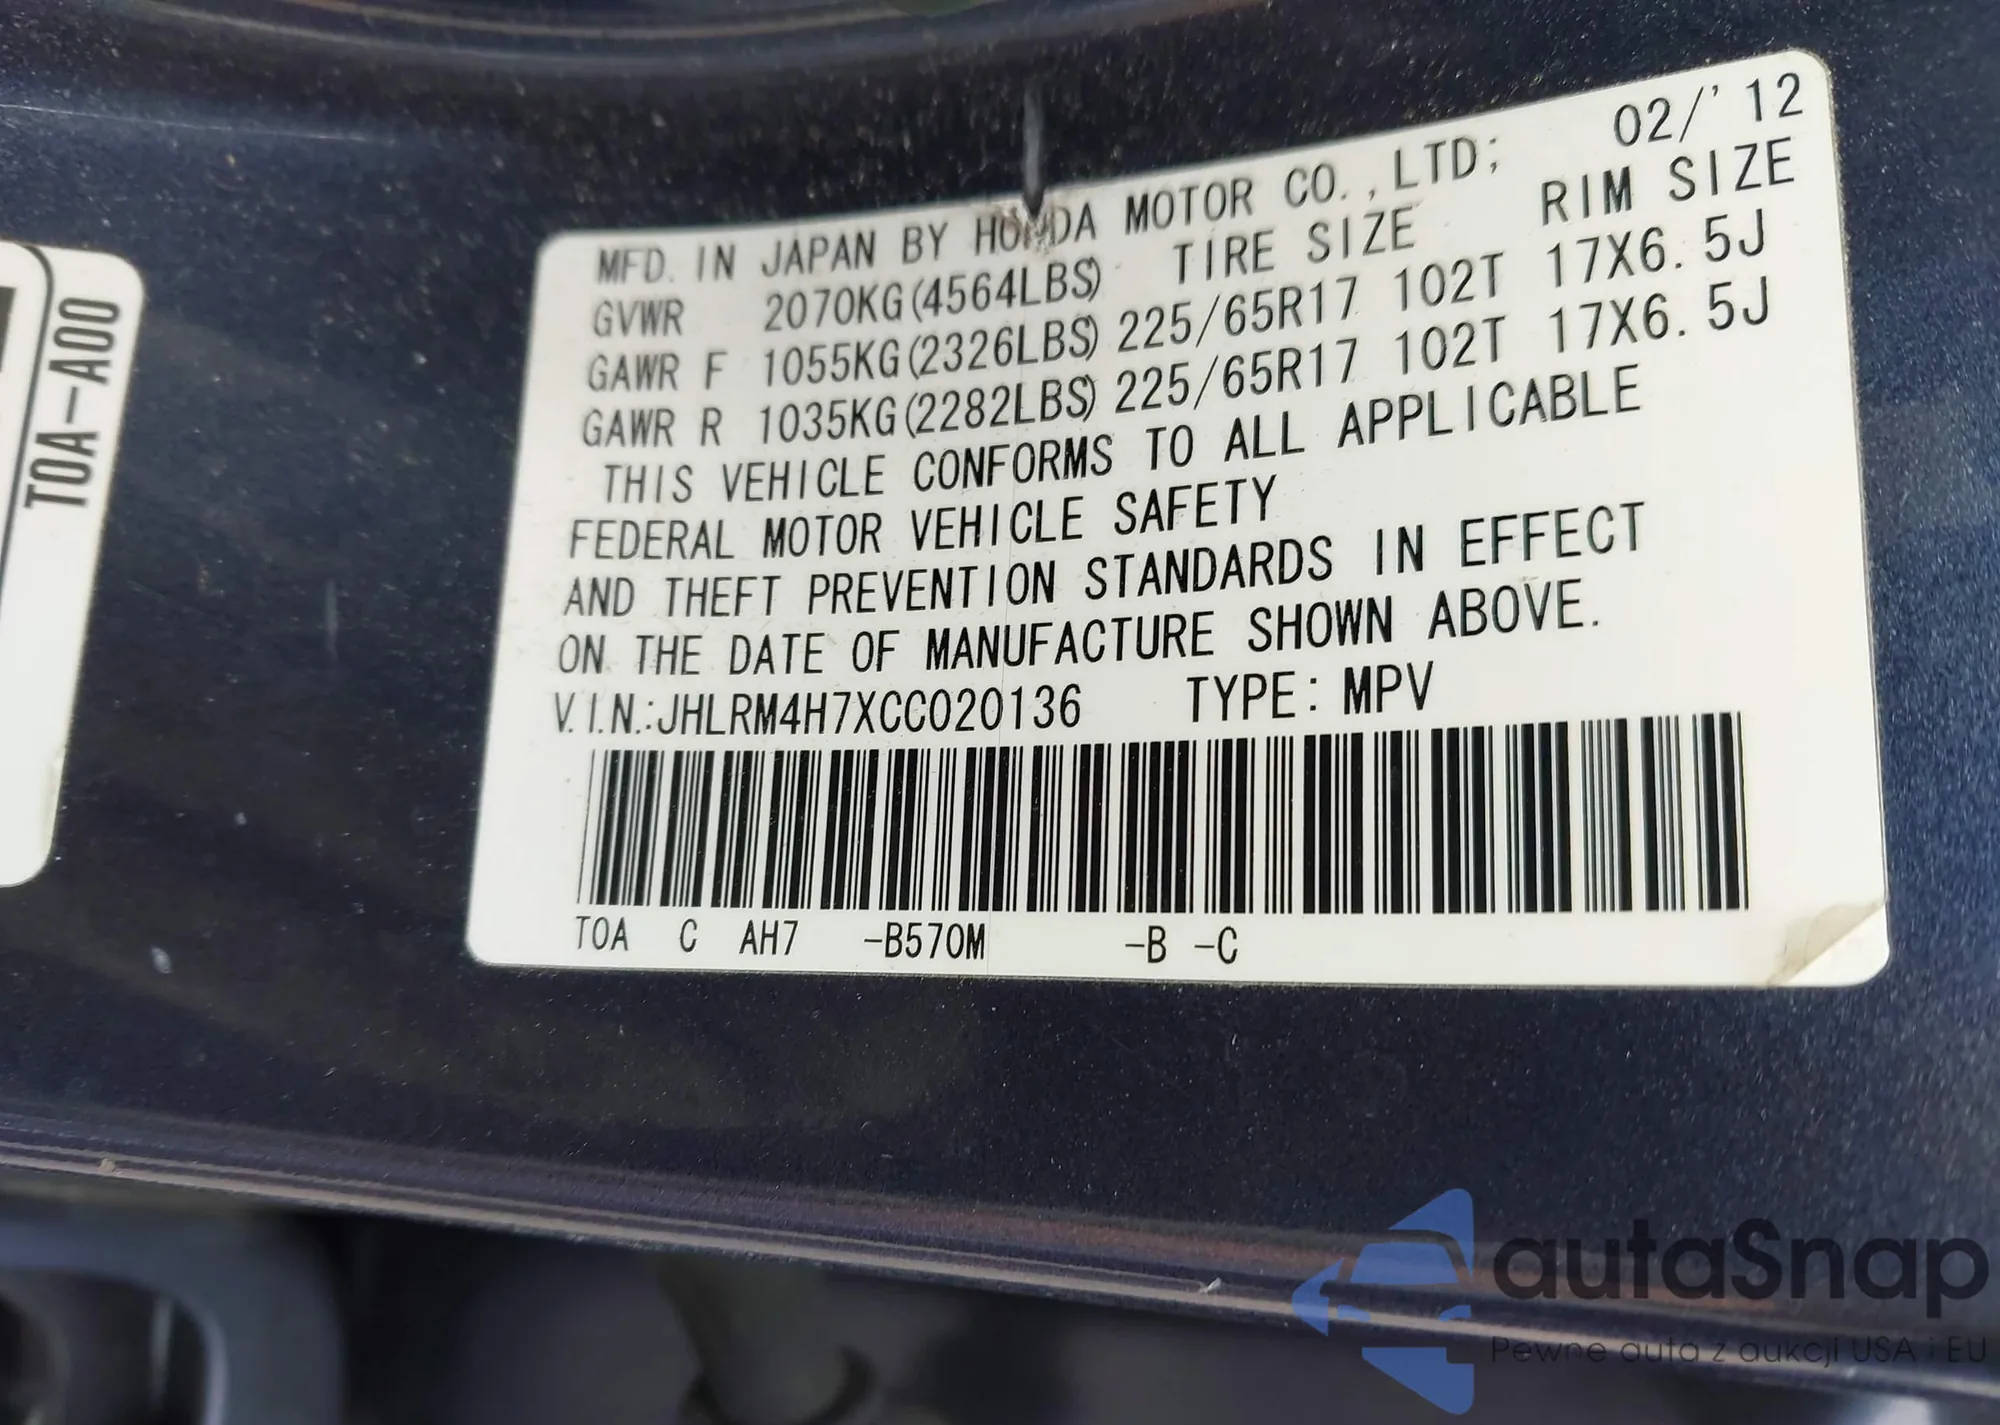 02/'12
MFD. IN JAPAN BY HONDA MOTOR CO.,LTD;
GVWR 2070KG(4564LBS) TIRE SIZE RIM SIZE
GAWR F 1055KG(2326LBS) 225/65R17 102T 17X6.5J
GAWR R 1035KG(2282LBS) 225/65R17 102T 17X6.5J
THIS VEHICLE CONFORMS TO ALL APPLICABLE
FEDERAL MOTOR VEHICLE SAFETY
AND THEFT PREVENTION STANDARDS IN EFFECT
ON THE DATE OF MANUFACTURE SHOWN ABOVE.
V.I.N.:JHLRM4H7XCC020136 TYPE: MPV
T0A C AH7 -B570M -B -C
T0A-A00
autaSnap
Pewne auta z aukcji USA i EU